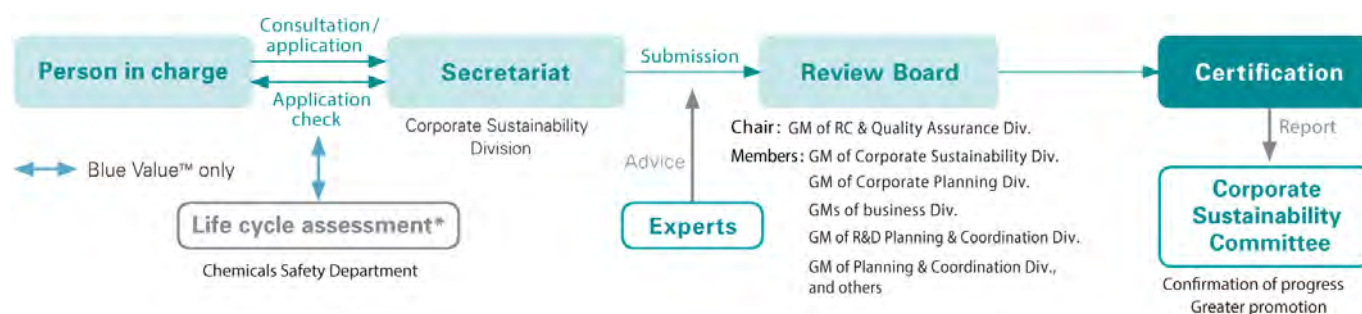 Consultation/
application
Person in charge
Secretariat
Submission
Review Board
Certification
Application
check
Corporate Sustainability
Division
Chair: GM of RC & Quality Assurance Div.
Report
Advice
Members: GM of Corporate Sustainability Div.
Blue Value™ only
GM of Corporate Planning Div.
Corporate
Sustainability
Committee
GMs of business Div.
Life cycle assessment*
Experts
GM of R&D Planning & Coordination Div.
Chemicals Safety Department
GM of Planning & Coordination Div.,
and others
Confirmation of progress
Greater promotion